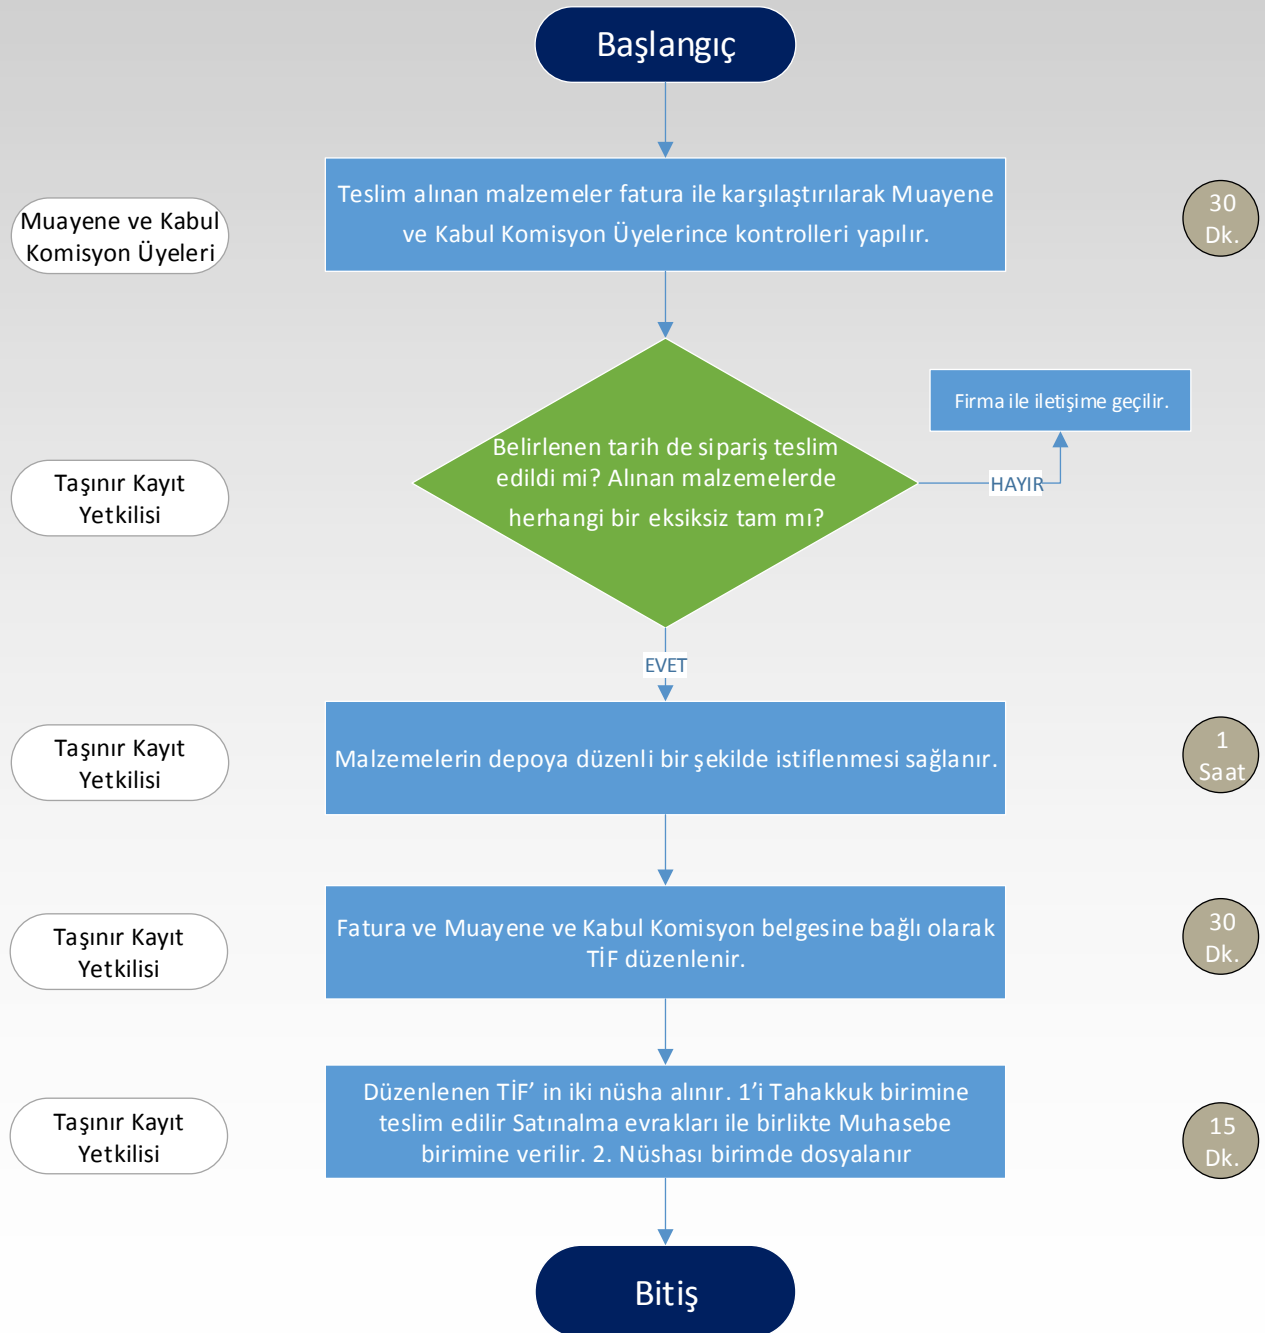 Başlangıç
Muayene ve Kabul
Komisyon Üyeleri
Teslim alınan malzemeler fatura ile karşılaştırılarak Muayene
ve Kabul Komisyon Üyelerince kontrolleri yapılır.
30
Dk.
Firma ile iletişime geçilir.
Taşınır Kayıt
Yetkilisi
Belirlenen tarih de sipariş teslim
edildi mi? Alınan malzemelerde
herhangi bir eksiksiz tam mı?
HAYIR
EVET
Taşınır Kayıt
Yetkilisi
Malzemelerin depoya düzenli bir şekilde istiflenmesi sağlanır.
1
Saat
Taşınır Kayıt
Yetkilisi
Fatura ve Muayene ve Kabul Komisyon belgesine bağlı olarak
TİF düzenlenir.
30
Dk.
Taşınır Kayıt
Yetkilisi
Düzenlenen TİF’ in iki nüsha alınır. 1’i Tahakkuk birimine
teslim edilir Satınalma evrakları ile birlikte Muhasebe
birimine verilir. 2. Nüshası birimde dosyalanır
15
Dk.
Bitiş